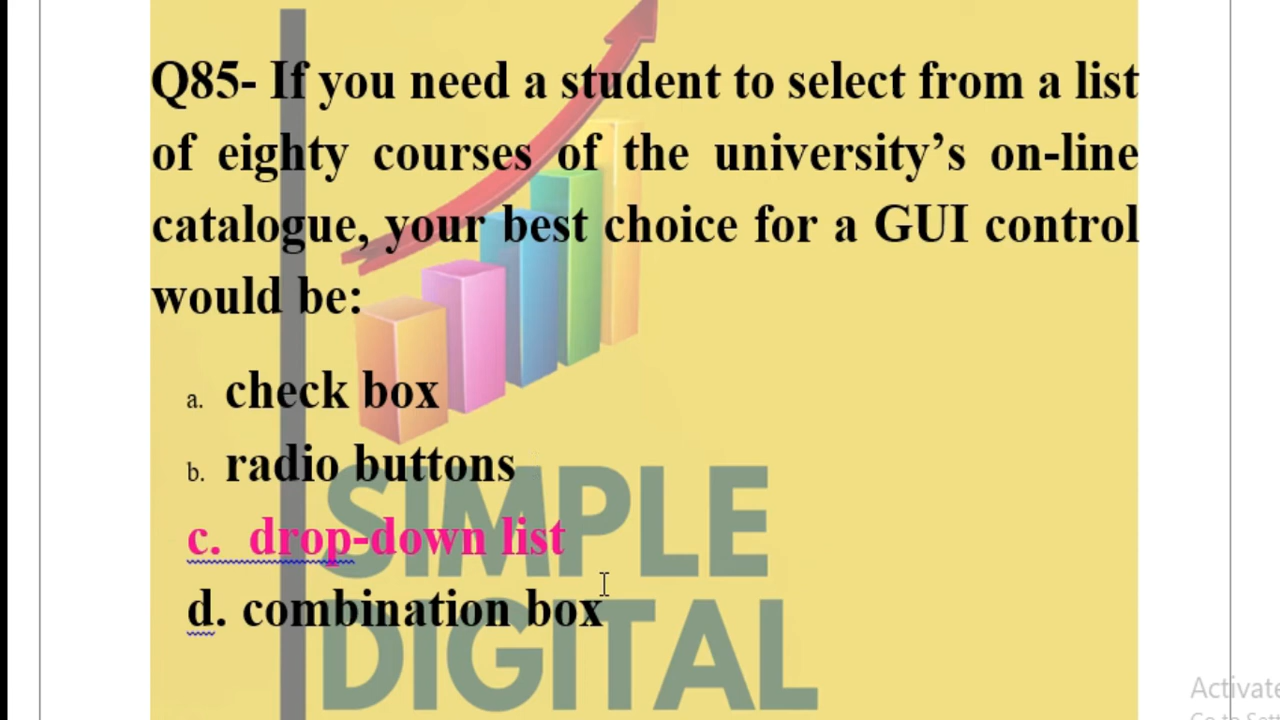 Q85- If you need a student to select from a list
of eighty courses of the university’s on-line
catalogue, your best choice for a GUI control
would be:
a. check box
b. radio buttons
c. drop-down list
d. combination box
SIMPLE
DIGITAL
Activate